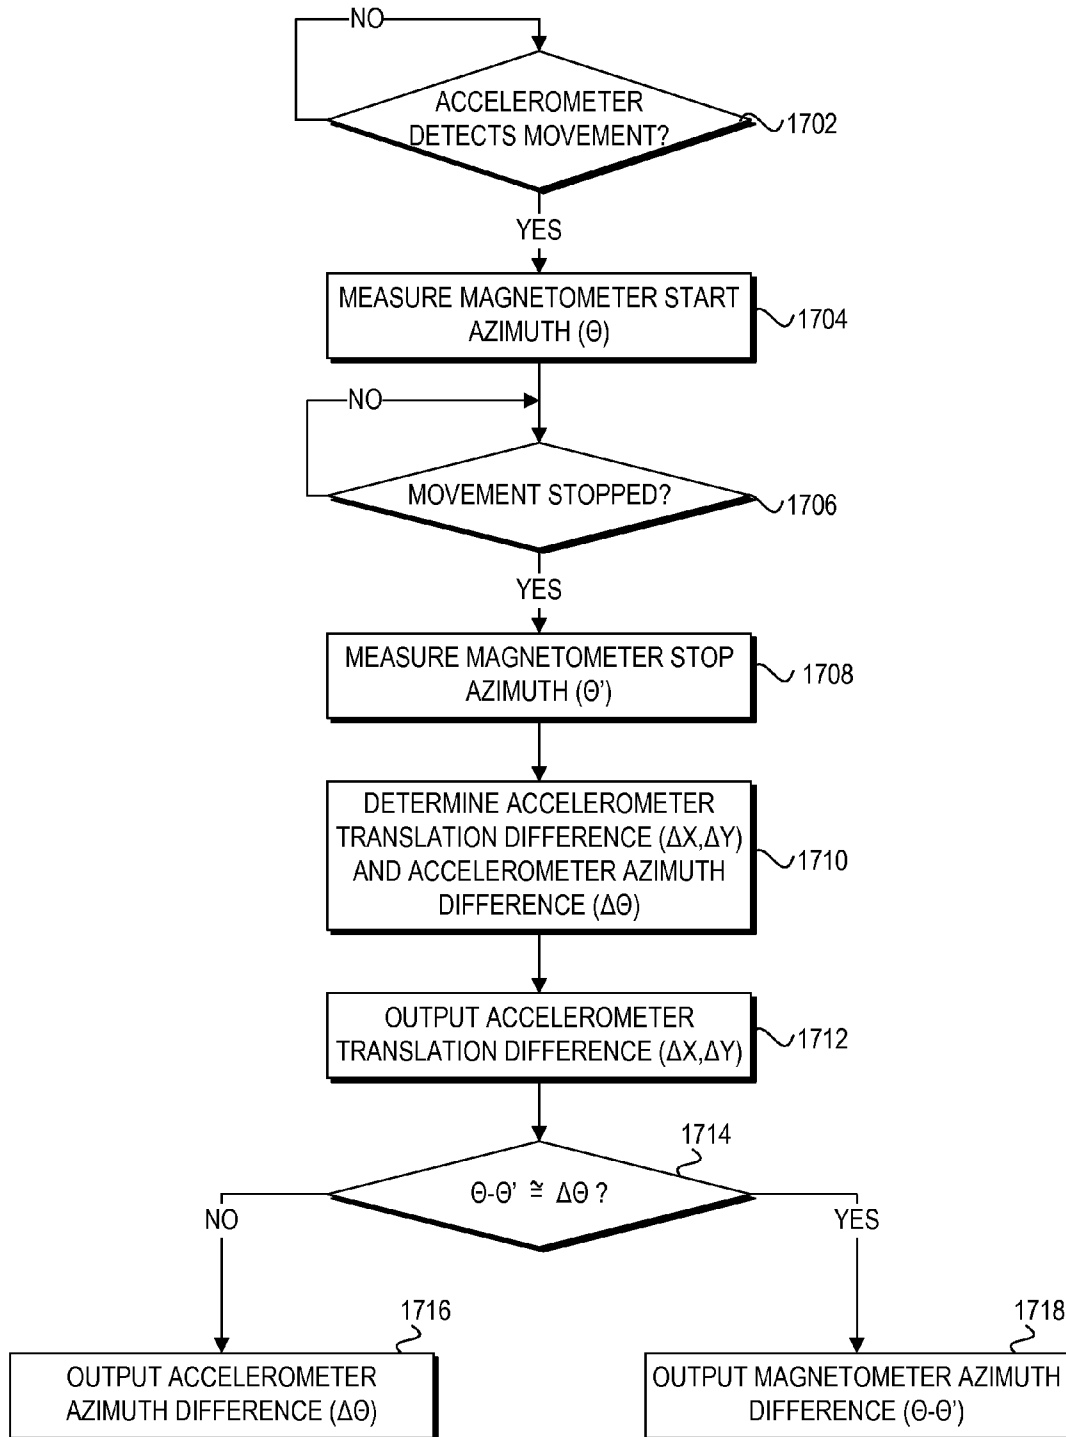 NO
ACCELEROMETER
DETECTS MOVEMENT?
1702
YES
MEASURE MAGNETOMETER START
AZIMUTH (Θ)
1704
NO
MOVEMENT STOPPED?
1706
YES
MEASURE MAGNETOMETER STOP
AZIMUTH (Θ’)
1708
DETERMINE ACCELEROMETER
TRANSLATION DIFFERENCE (ΔX,ΔY)
AND ACCELEROMETER AZIMUTH
DIFFERENCE (ΔΘ)
1710
OUTPUT ACCELEROMETER
TRANSLATION DIFFERENCE (ΔX,ΔY)
1712
1714
Θ-Θ’ ≅ ΔΘ ?
NO
YES
1716
OUTPUT ACCELEROMETER
AZIMUTH DIFFERENCE (ΔΘ)
1718
OUTPUT MAGNETOMETER AZIMUTH
DIFFERENCE (Θ-Θ’)